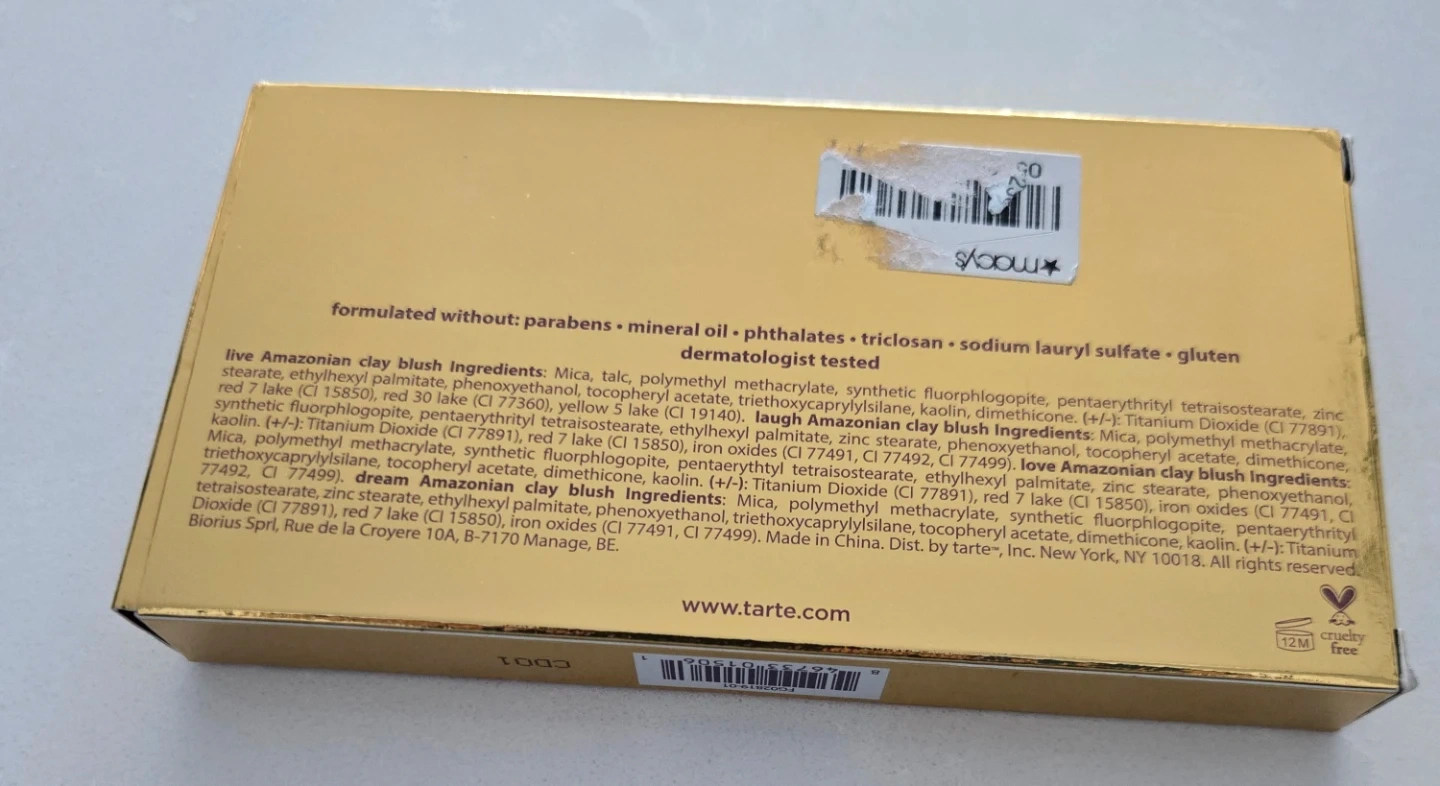 05
macy's
formulated without: parabens • mineral oil • phthalates • triclosan • sodium lauryl sulfate • gluten
dermatologist tested
live Amazonian clay blush Ingredients: Mica, talc, polymethyl methacrylate, synthetic fluorphlogopite, pentaerythrityl tetraisostearate, zinc
stearate, ethylhexyl palmitate, phenoxyethanol, tocopheryl acetate, triethoxycaprylylsilane, kaolin, dimethicone. (+/-): Titanium Dioxide (CI 77891),
red 7 lake (CI 15850), red 30 lake (CI 77360), yellow 5 lake (CI 19140). laugh Amazonian clay blush Ingredients: Mica, polymethyl methacrylate,
synthetic fluorphlogopite, pentaerythrityl tetraisostearate, ethylhexyl palmitate, zinc stearate, phenoxyethanol, tocopheryl acetate, dimethicone,
kaolin. (+/-): Titanium Dioxide (CI 77891), red 7 lake (CI 15850), iron oxides (CI 77491, CI 77492, CI 77499). love Amazonian clay blush Ingredients:
Mica, polymethyl methacrylate, synthetic fluorphlogopite, pentaerythtyl tetraisostearate, ethylhexyl palmitate, zinc stearate, phenoxyethanol,
triethoxycaprylylsilane, tocopheryl acetate, dimethicone, kaolin. (+/-): Titanium Dioxide (CI 77891), red 7 lake (CI 15850), iron oxides (CI 77491, CI
77492, CI 77499). dream Amazonian clay blush Ingredients: Mica, polymethyl methacrylate, synthetic fluorphlogopite, pentaerythrityl
tetraisostearate, zinc stearate, ethylhexyl palmitate, phenoxyethanol, triethoxycaprylylsilane, tocopheryl acetate, dimethicone, kaolin. (+/-): Titanium
Dioxide (CI 77891), red 7 lake (CI 15850), iron oxides (CI 77491, CI 77499). Made in China. Dist. by tarte™, Inc. New York, NY 10018. All rights reserved.
Biorius Sprl, Rue de la Croyere 10A, B-7170 Manage, BE.
www.tarte.com
12M
cruelty
free
CD01
8 46733 01506 1
FG02819-01